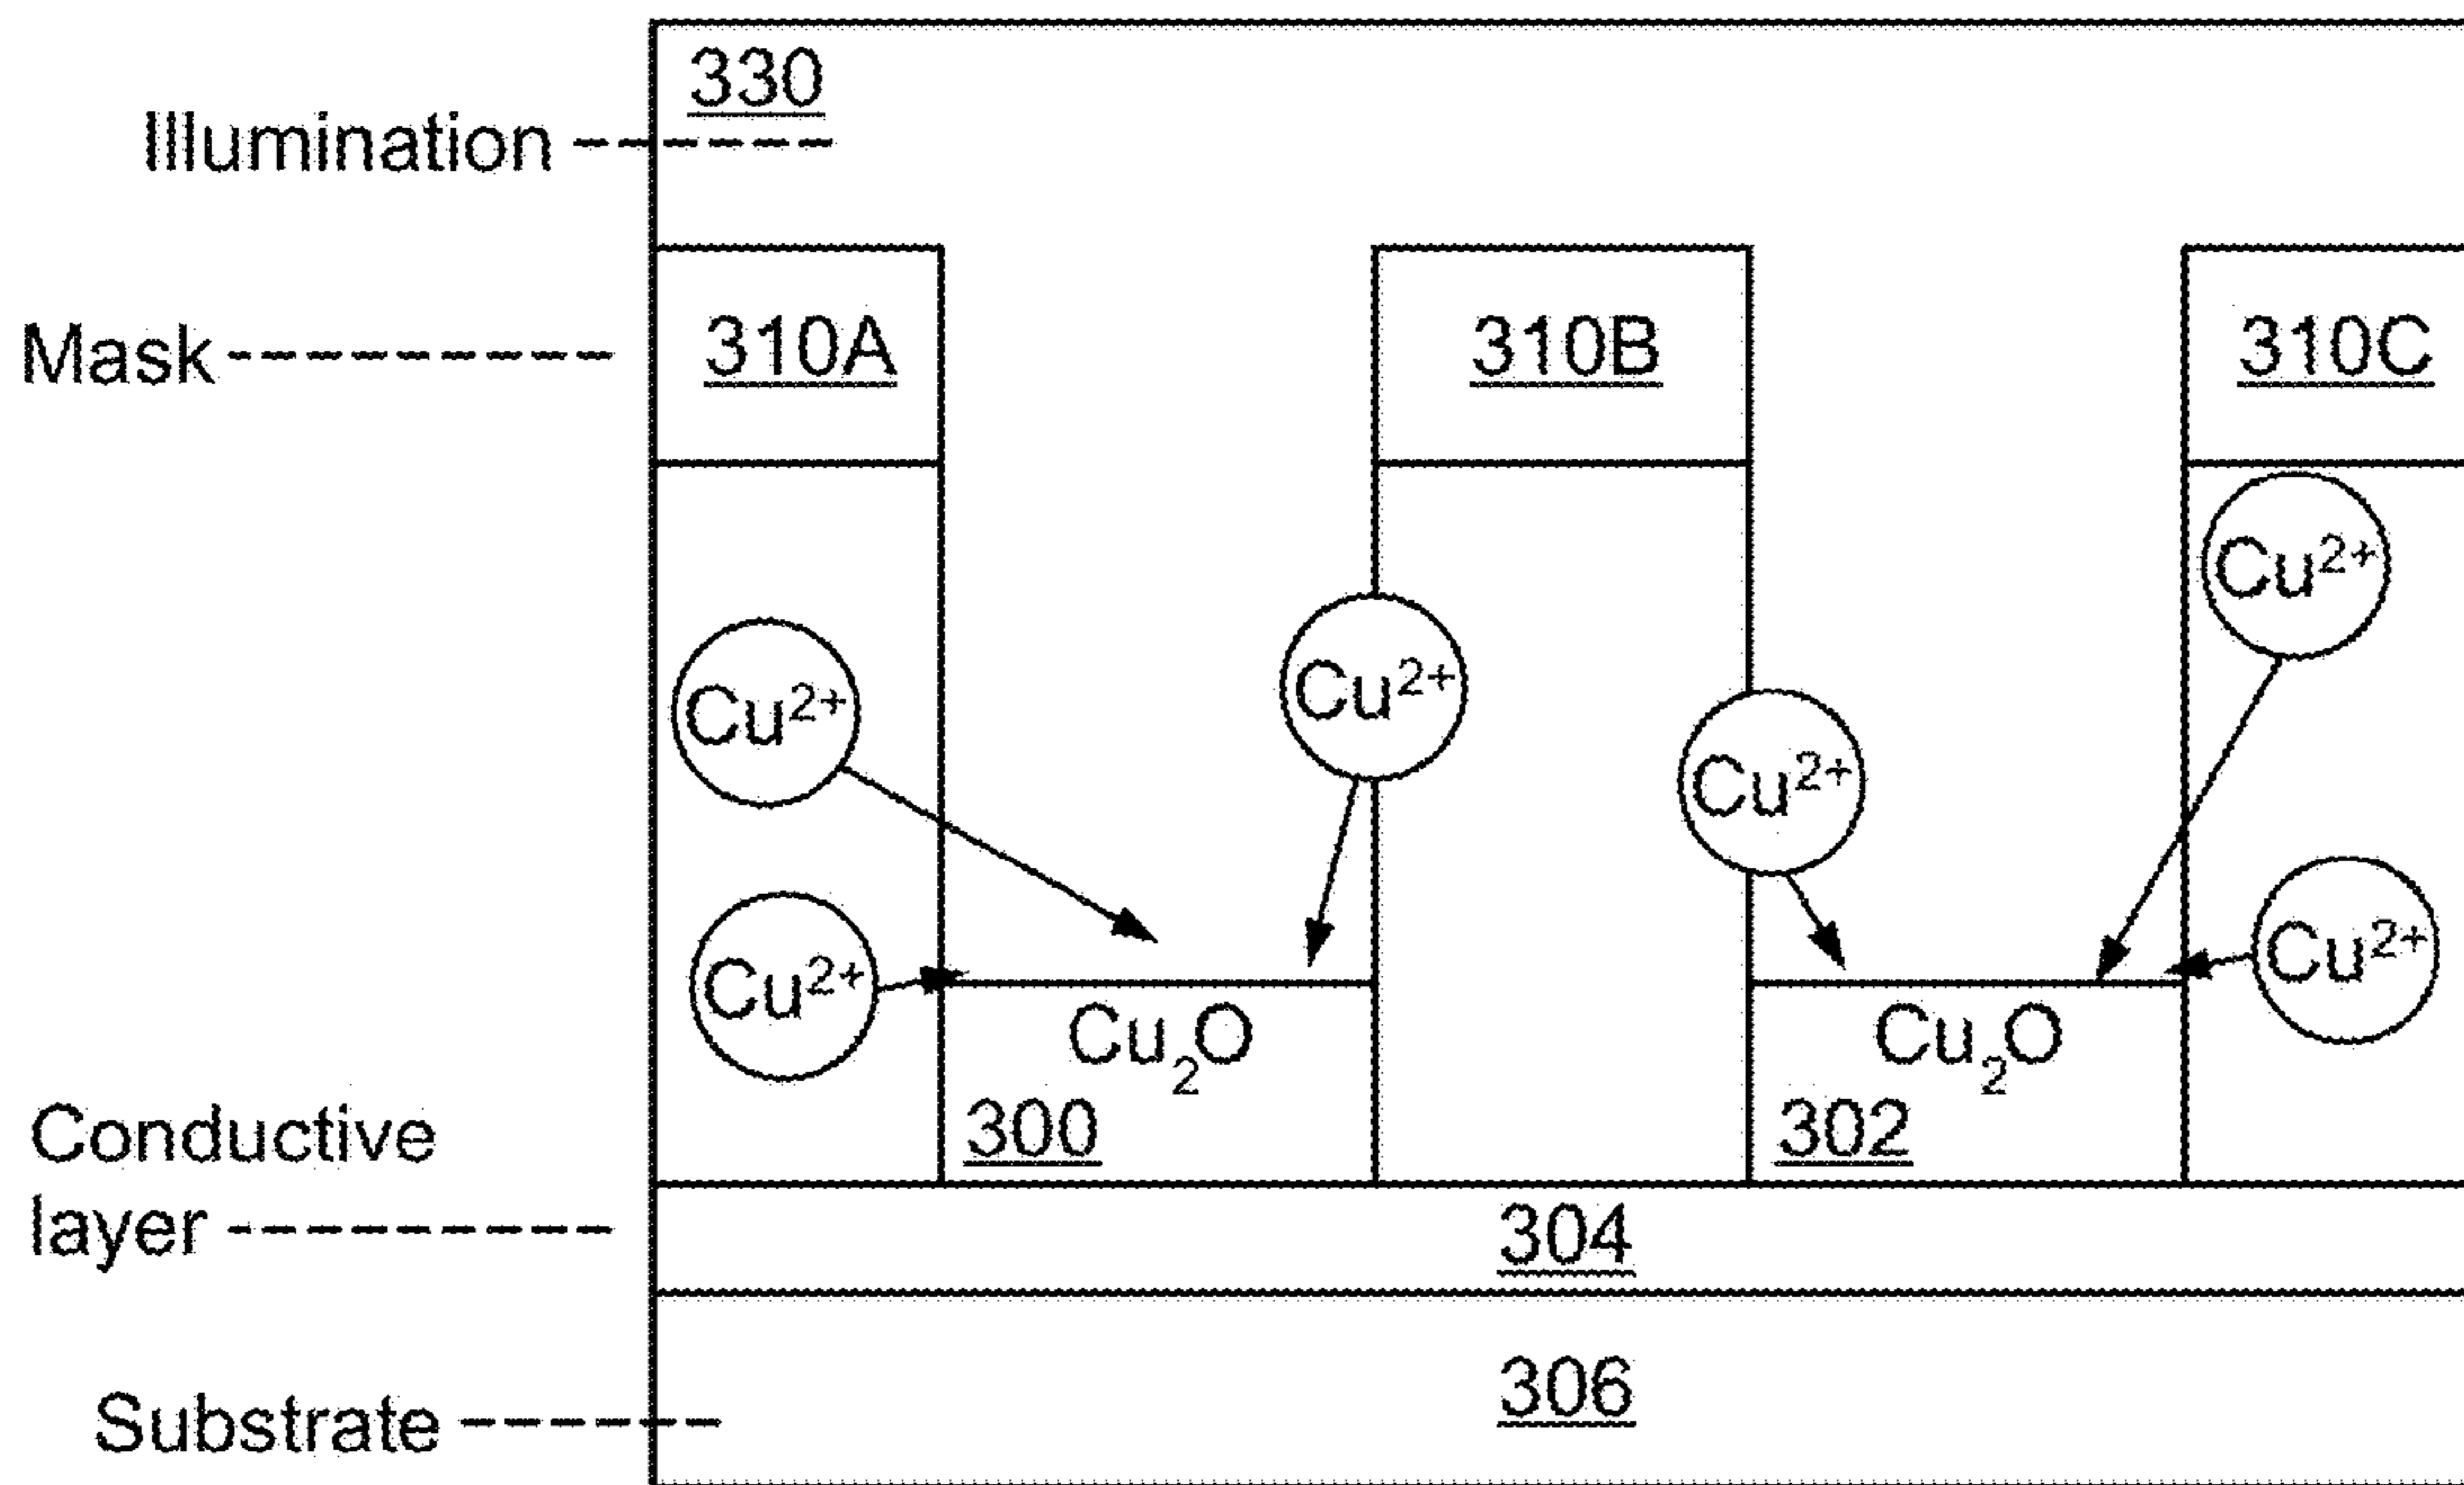 330
Illumination
Mask
310A
310B
310C
Cu²⁺
Cu²⁺
Cu²⁺
Cu²⁺
Cu²⁺
Cu²⁺
Cu₂O
Cu₂O
Conductive
layer
300
302
304
306
Substrate